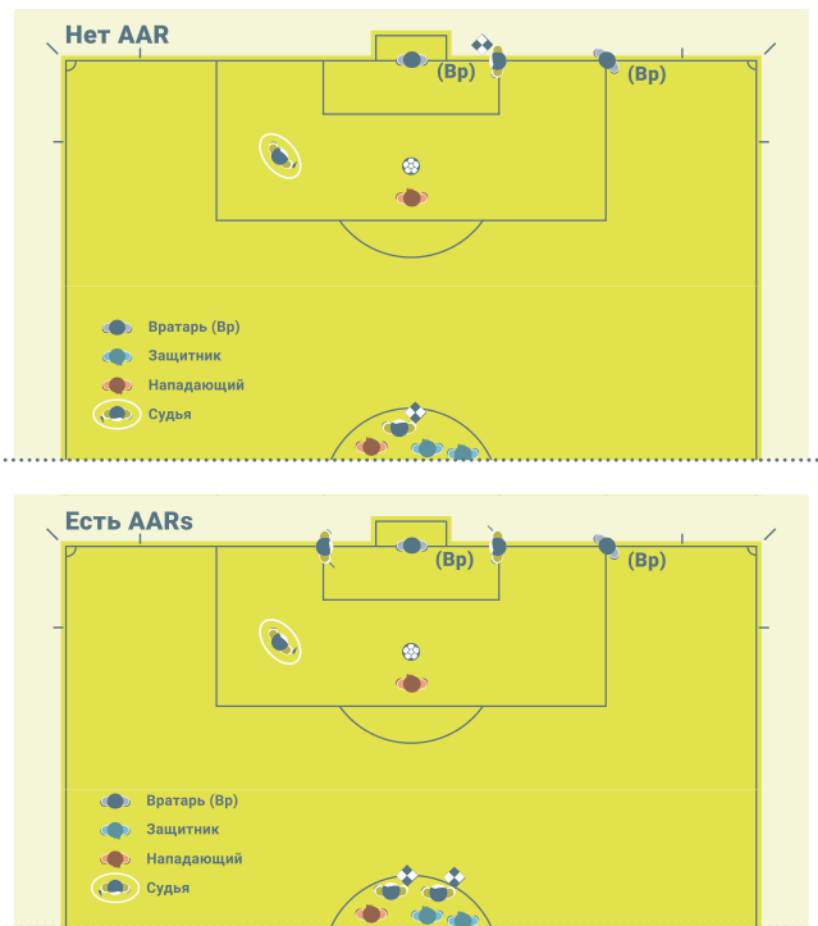 Нет AAR
(Вр)
(Вр)
Вратарь (Вр)
Защитник
Нападающий
Судья
Есть AARs
(Вр)
(Вр)
Вратарь (Вр)
Защитник
Нападающий
Судья